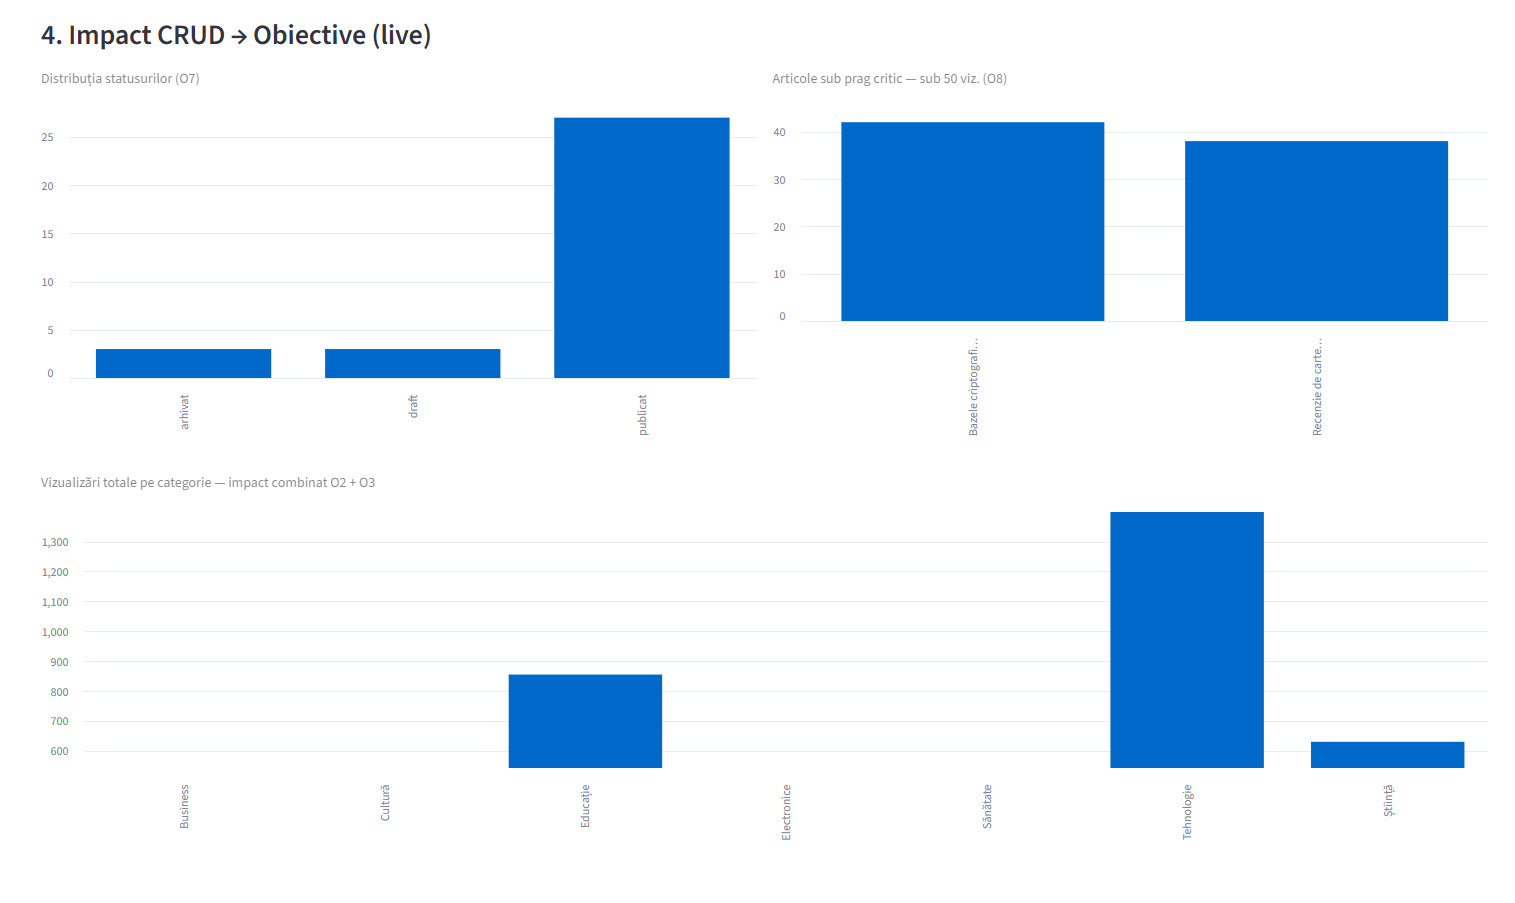 4. Impact CRUD → Obiective (live)
Distribuția statusurilor (O7)
25
20
15
10
5
0
arhivat
draft
publicat
Articole sub prag critic — sub 50 viz. (O8)
40
30
20
10
0
Bazele criptografi…
Recenzie de carte…
Vizualizări totale pe categorie — impact combinat O2 + O3
1,300
1,200
1,100
1,000
900
800
700
600
Business
Cultură
Educație
Electronice
Sănătate
Tehnologie
Știință